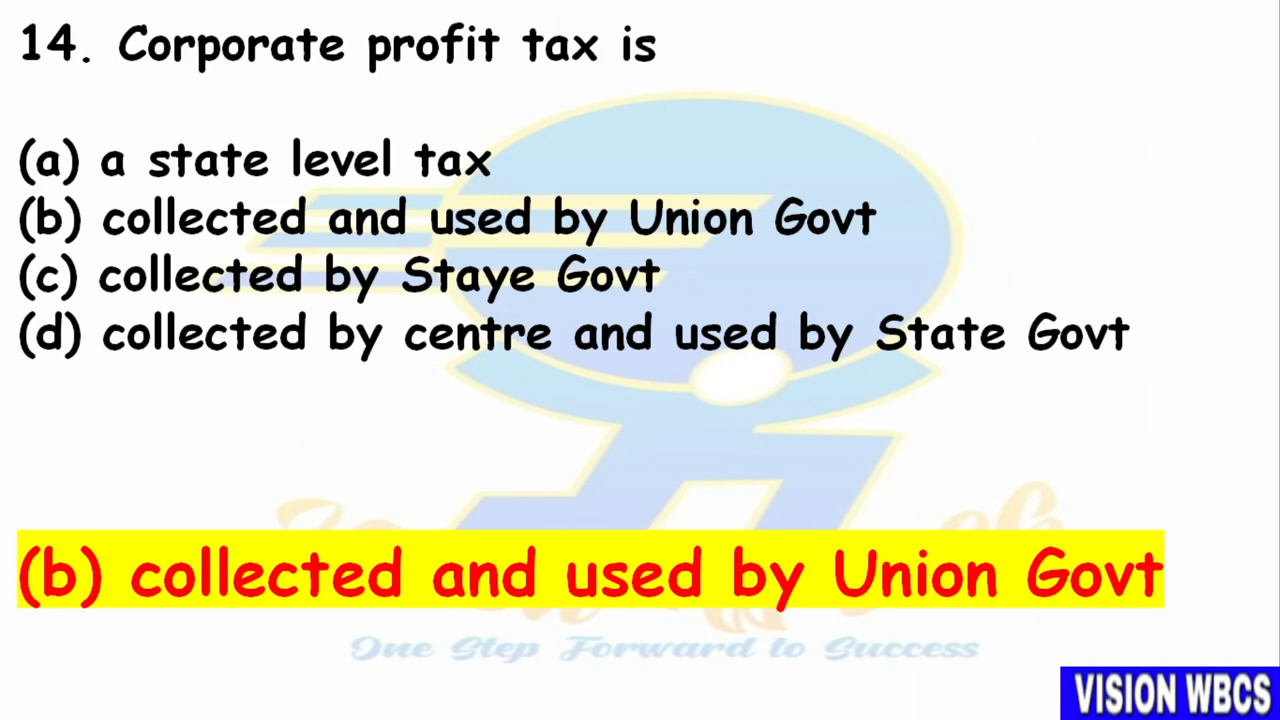 14. Corporate profit tax is
(a) a state level tax
(b) collected and used by Union Govt
(c) collected by Staye Govt
(d) collected by centre and used by State Govt
(b) collected and used by Union Govt
One Step Forward to Success
VISION WBCS